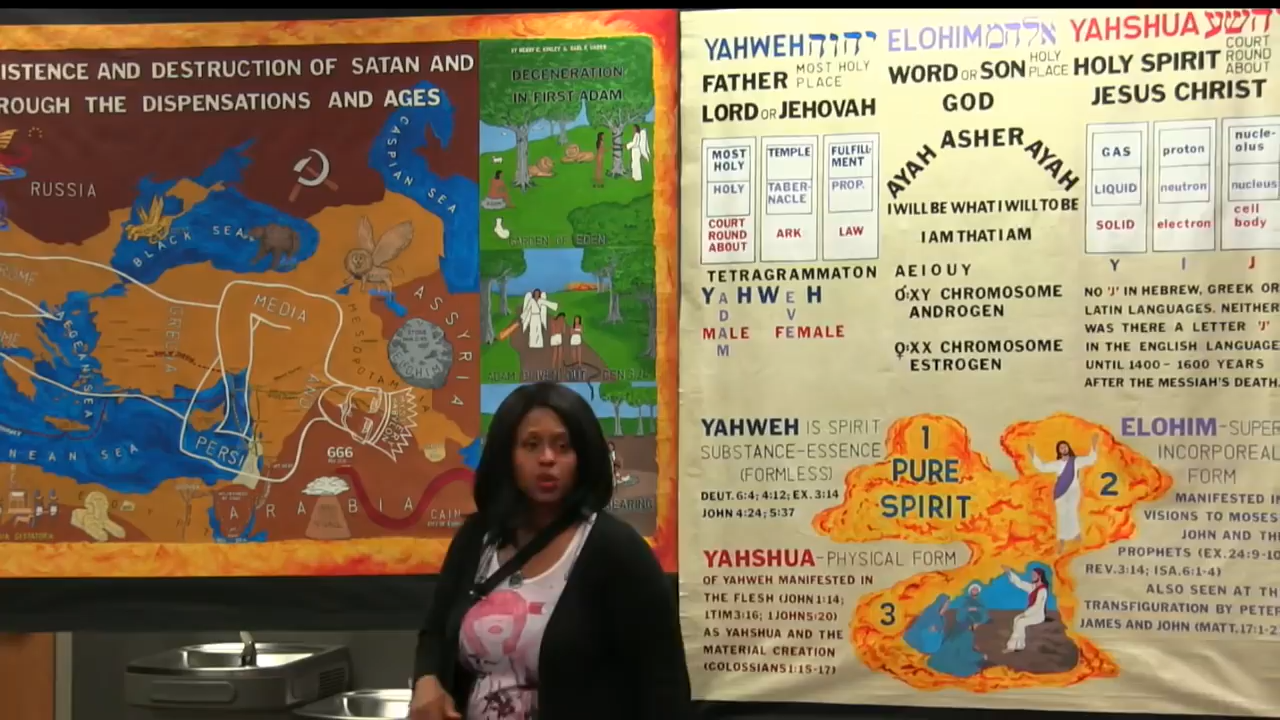 ISTENCE AND DESTRUCTION OF SATAN AND
ROUGH THE DISPENSATIONS AND AGES
RUSSIA
CASPIAN SEA
BLACK SEA
MEDIA
ASSYRIA
PERSI
NEAN SEA
666
ARABIA
CAIN
DEGENERATION
IN FIRST ADAM
GARDEN OF EDEN
YAHWEH יהוה
FATHER MOST HOLY PLACE
LORD OR JEHOVAH
MOST HOLY
HOLY
COURT ROUND ABOUT
TEMPLE
TABER-NACLE
ARK
FULFILL-MENT
PROP.
LAW
TETRAGRAMMATON
YAHWEH
ADAM
EVE
MALE FEMALE
ELOHIM אלהם
WORD OR SON HOLY PLACE
GOD
AYAH ASHER AYAH
I WILL BE WHAT I WILL TO BE
I AM THAT I AM
A E I O U Y
♂:XY CHROMOSOME
ANDROGEN
♀:XX CHROMOSOME
ESTROGEN
YAHSHUA יהשע
HOLY SPIRIT COURT ROUND ABOUT
JESUS CHRIST
GAS
LIQUID
SOLID
proton
neutron
electron
nucle-olus
nucleus
cell body
Y I J
NO 'J' IN HEBREW, GREEK OR
LATIN LANGUAGES. NEITHER
WAS THERE A LETTER 'J'
IN THE ENGLISH LANGUAGE
UNTIL 1400 - 1600 YEARS
AFTER THE MESSIAH'S DEATH.
YAHWEH IS SPIRIT
SUBSTANCE-ESSENCE
(FORMLESS)
DEUT. 6:4; 4:12; EX. 3:14
JOHN 4:24; 5:37
1
PURE
SPIRIT
2
ELOHIM-SUPER
INCORPOREAL
FORM
MANIFESTED IN
VISIONS TO MOSES
JOHN AND THE
PROPHETS (EX.24:9-10
REV.3:14; ISA.6:1-4)
ALSO SEEN AT THE
TRANSFIGURATION BY PETER
JAMES AND JOHN (MATT.17:1-2
YAHSHUA-PHYSICAL FORM
OF YAHWEH MANIFESTED IN
THE FLESH (JOHN 1:14;
1TIM3:16; 1JOHN5:20)
AS YAHSHUA AND THE
MATERIAL CREATION
(COLOSSIANS1:15-17)
3